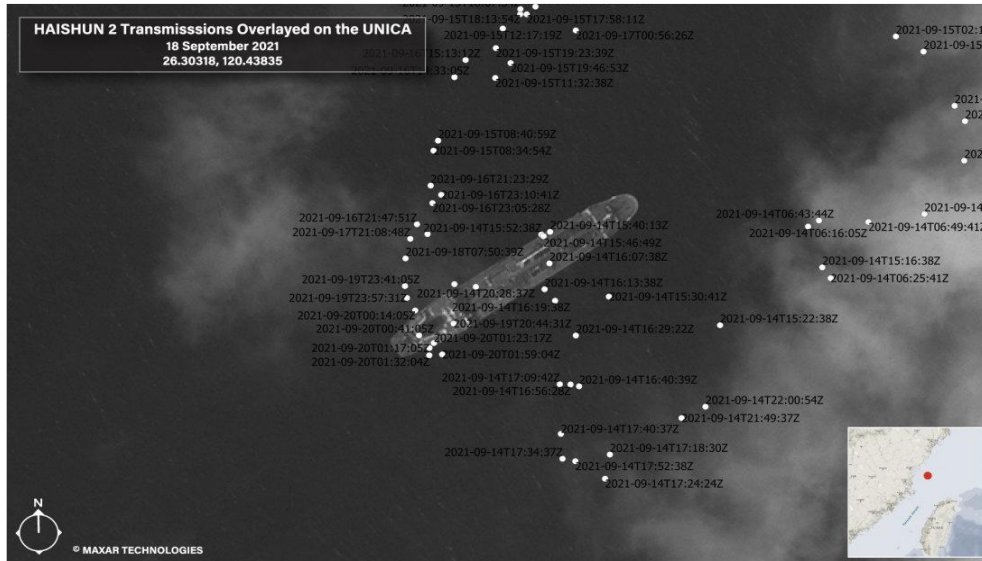 HAISHUN 2 Transmisssions Overlayed on the UNICA
18 September 2021
26.30318, 120.43835
2021-09-15T18:13:54Z
2021-09-15T17:58:11Z
2021-09-15T12:17:19Z
2021-09-17T00:56:26Z
2021-09-16T15:13:12Z
2021-09-15T19:23:39Z
33:05Z
2021-09-15T19:46:53Z
2021-09-15T11:32:38Z
2021-09-15T02:1
2021-09-15
2021-
202
202
2021-09-15T08:40:59Z
2021-09-15T08:34:54Z
2021-09-16T21:23:29Z
2021-09-16T23:10:41Z
2021-09-16T23:05:28Z
2021-09-16T21:47:51Z
2021-09-14T15:52:38Z
2021-09-17T21:08:48Z
2021-09-18T07:50:39Z
2021-09-14T15:40:13Z
2021-09-14T15:46:49Z
2021-09-14T16:07:38Z
2021-09-14T06:43:44Z
2021-09-14
2021-09-14T06:16:05Z
2021-09-14T06:49:41Z
2021-09-14T15:16:38Z
2021-09-14T06:25:41Z
2021-09-19T23:41:05Z
2021-09-14T20:28:37Z
2021-09-14T16:13:38Z
2021-09-19T23:57:31Z
2021-09-14T16:19:38Z
2021-09-14T15:30:41Z
2021-09-20T00:14:05Z
2021-09-19T20:44:31Z
2021-09-20T00:41:05Z
2021-09-14T15:22:38Z
2021-09-20T01:23:17Z
2021-09-14T16:29:22Z
2021-09-20T01:17:05Z
2021-09-20T01:59:04Z
2021-09-20T01:32:04Z
2021-09-14T17:09:42Z
2021-09-14T16:40:39Z
2021-09-14T16:56:28Z
2021-09-14T22:00:54Z
2021-09-14T21:49:37Z
2021-09-14T17:40:37Z
2021-09-14T17:18:30Z
2021-09-14T17:34:37Z
2021-09-14T17:52:38Z
2021-09-14T17:24:24Z
N
© MAXAR TECHNOLOGIES